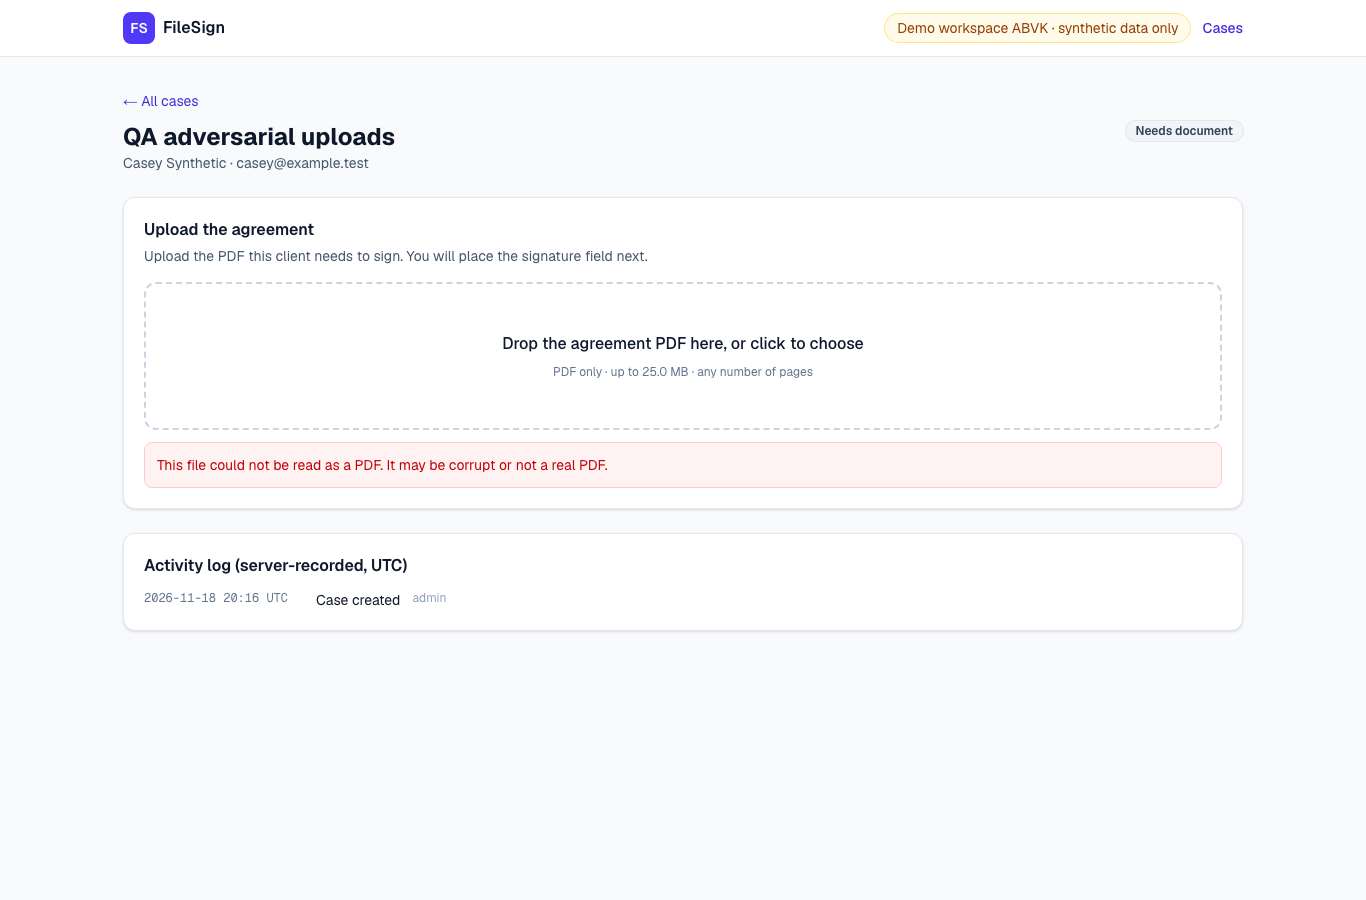 FS FileSign
Demo workspace ABVK · synthetic data only
Cases
← All cases
QA adversarial uploads
Needs document
Casey Synthetic · casey@example.test
Upload the agreement
Upload the PDF this client needs to sign. You will place the signature field next.
Drop the agreement PDF here, or click to choose
PDF only · up to 25.0 MB · any number of pages
This file could not be read as a PDF. It may be corrupt or not a real PDF.
Activity log (server-recorded, UTC)
2026-11-18 20:16 UTC Case created admin